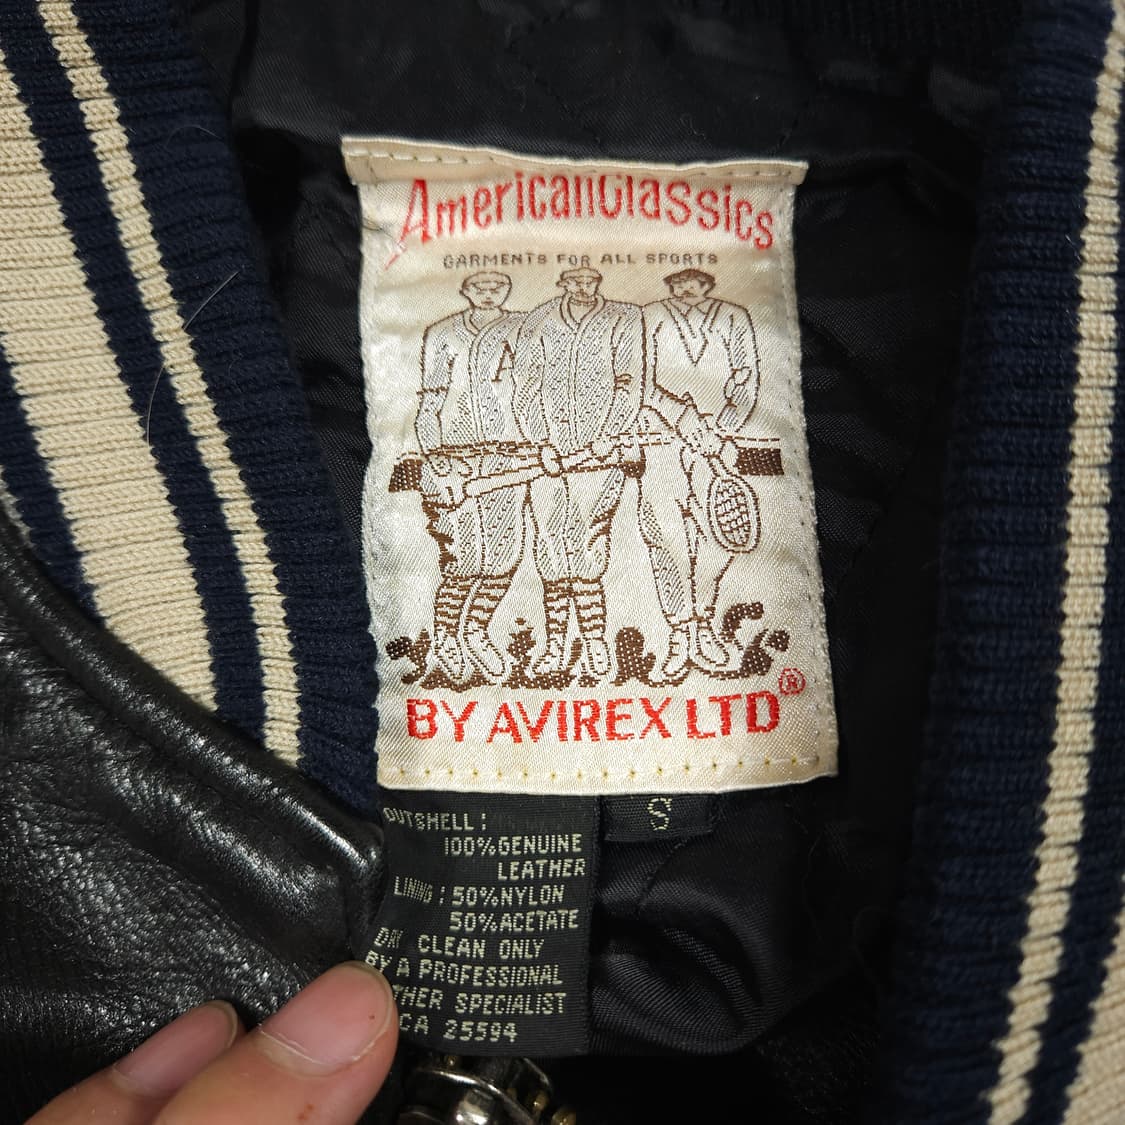 AmericanClassics
GARMENTS FOR ALL SPORTS
A
BY AVIREX LTD®
S
OUTSHELL:
100%GENUINE
LEATHER
LINING: 50%NYLON
50%ACETATE
DRY CLEAN ONLY
BY A PROFESSIONAL
THER SPECIALIST
CA 25594